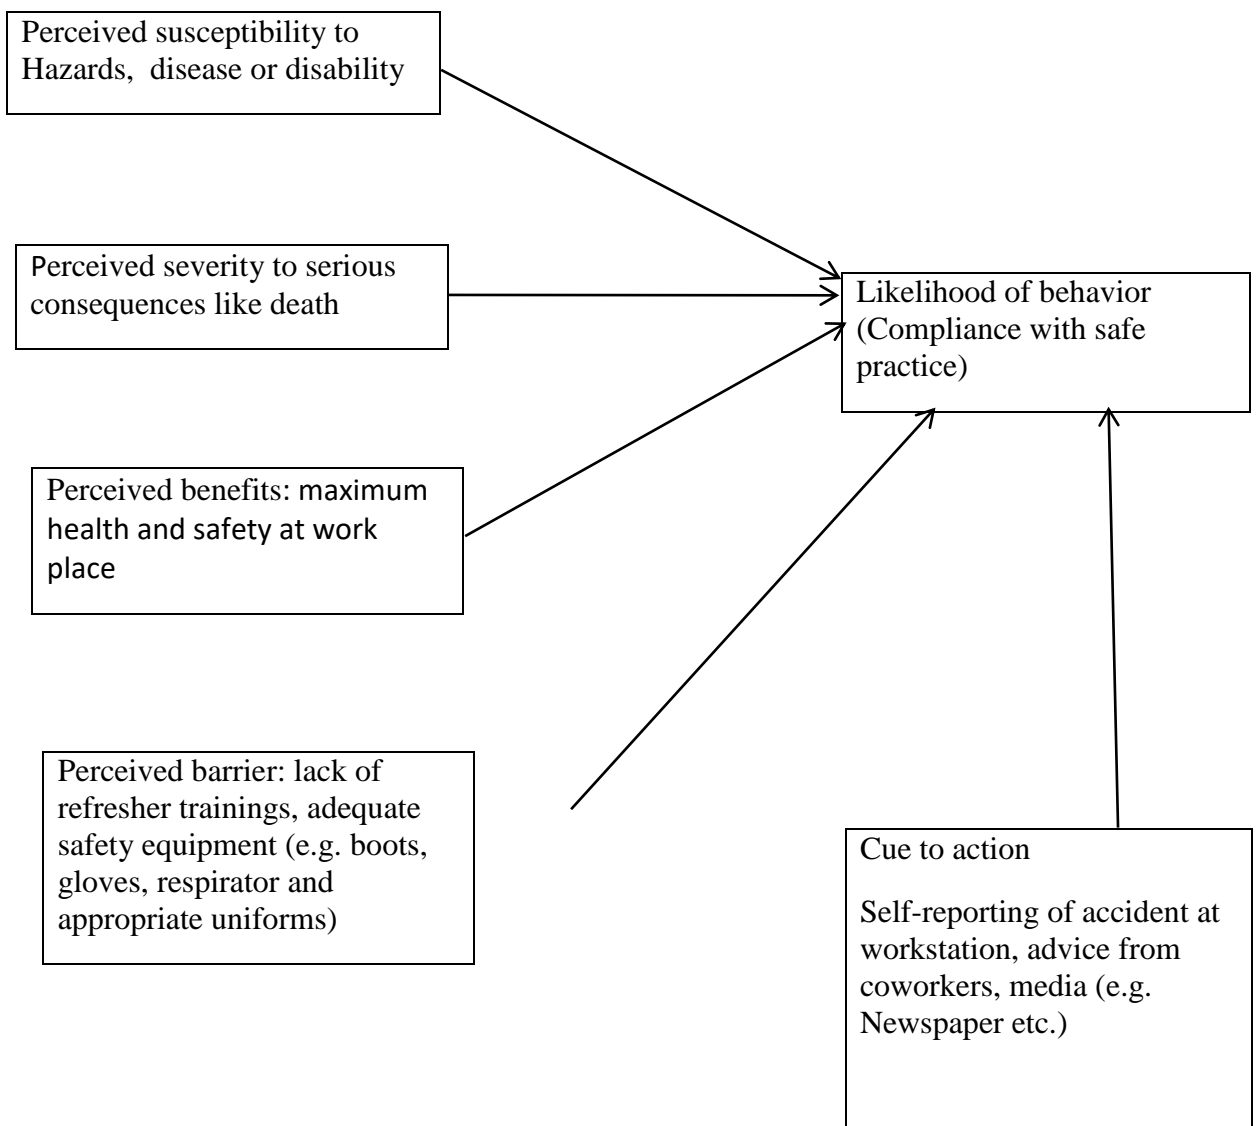 Perceived susceptibility to
Hazards, disease or disability
Perceived severity to serious
consequences like death
Likelihood of behavior
(Compliance with safe
practice)
Perceived benefits: maximum
health and safety at work
place
Perceived barrier: lack of
refresher trainings, adequate
safety equipment (e.g. boots,
gloves, respirator and
appropriate uniforms)
Cue to action
Self-reporting of accident at
workstation, advice from
coworkers, media (e.g.
Newspaper etc.)